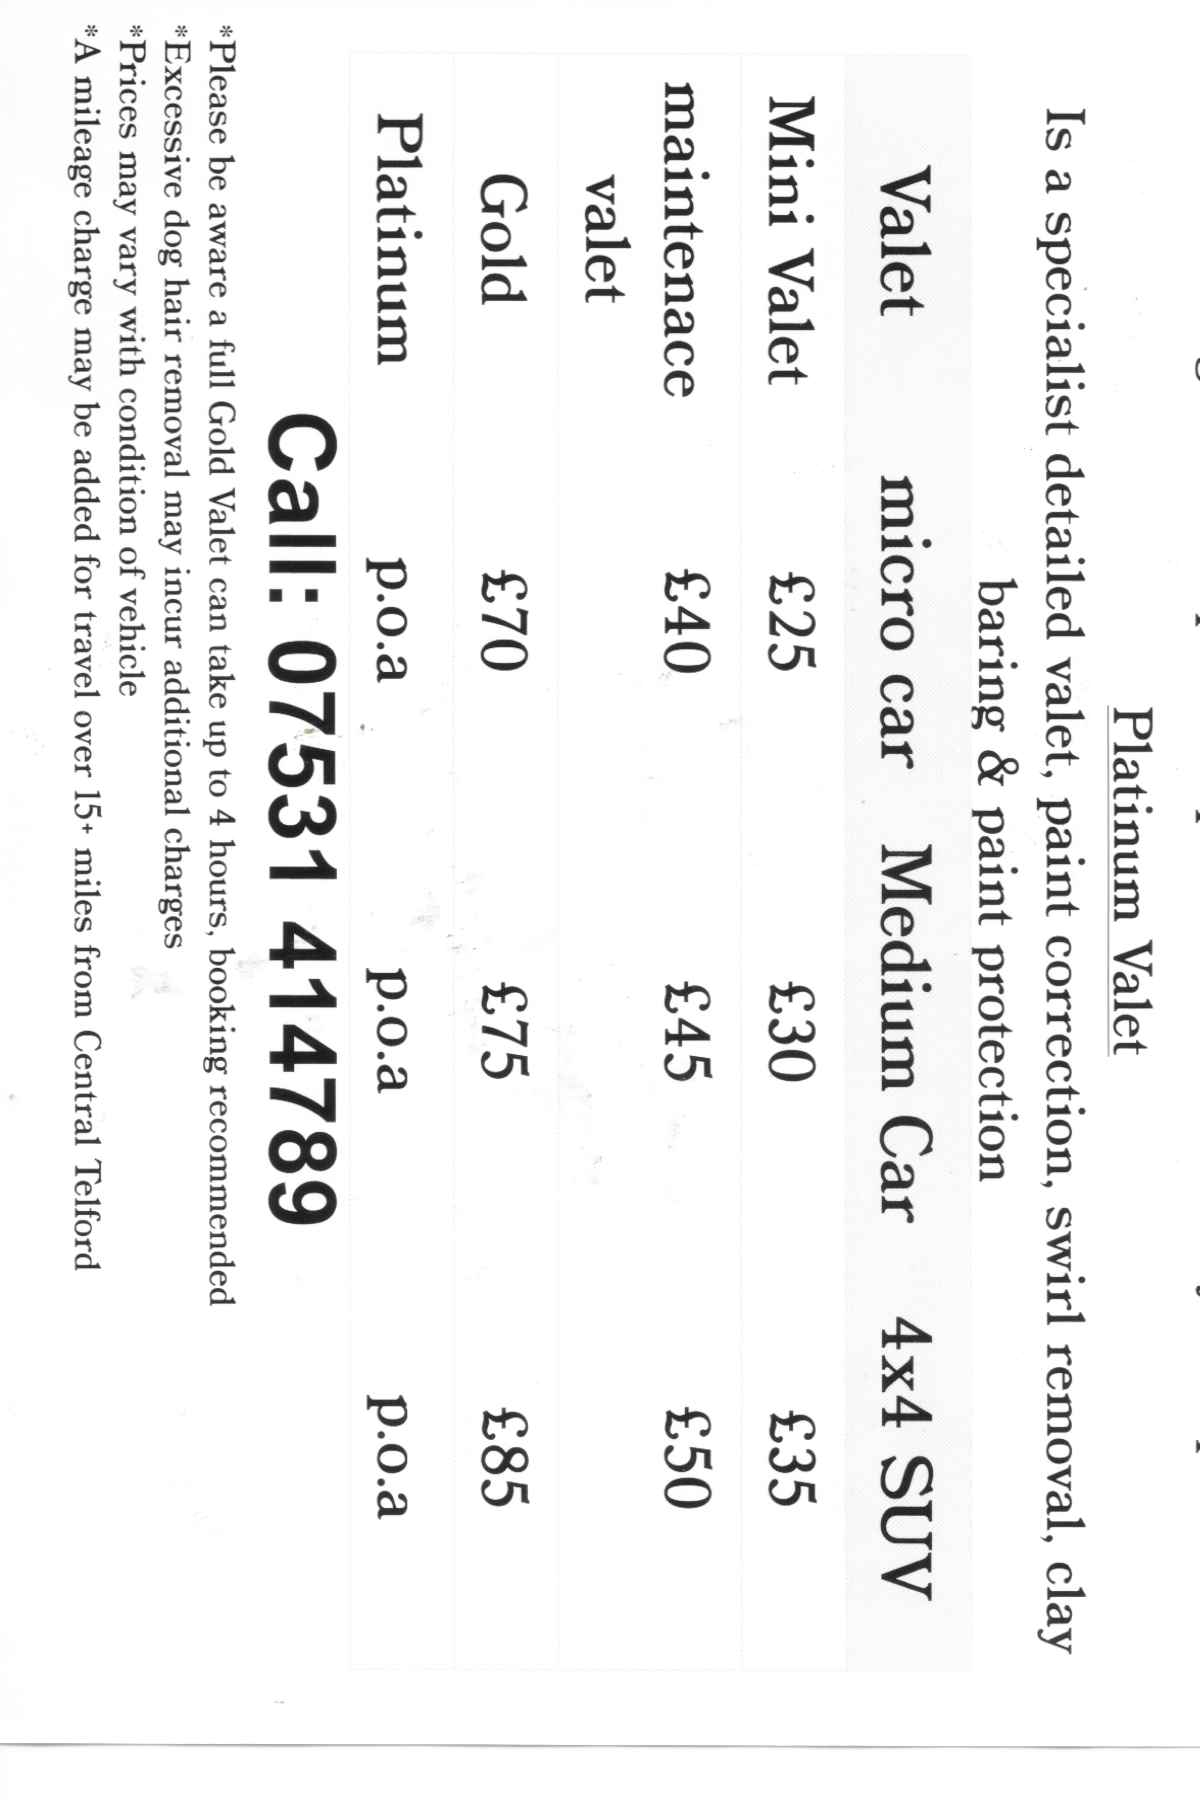 Platinum Valet
Is a specialist detailed valet, paint correction, swirl removal, clay
baring & paint protection
Valet micro car Medium Car 4x4 SUV
Mini Valet £25 £30 £35
maintenace £40 £45 £50
valet
Gold £70 £75 £85
Platinum p.o.a p.o.a p.o.a
Call: 07531 414789
*Please be aware a full Gold Valet can take up to 4 hours, booking recommended
*Excessive dog hair removal may incur additional charges
*Prices may vary with condition of vehicle
*A mileage charge may be added for travel over 15+ miles from Central Telford